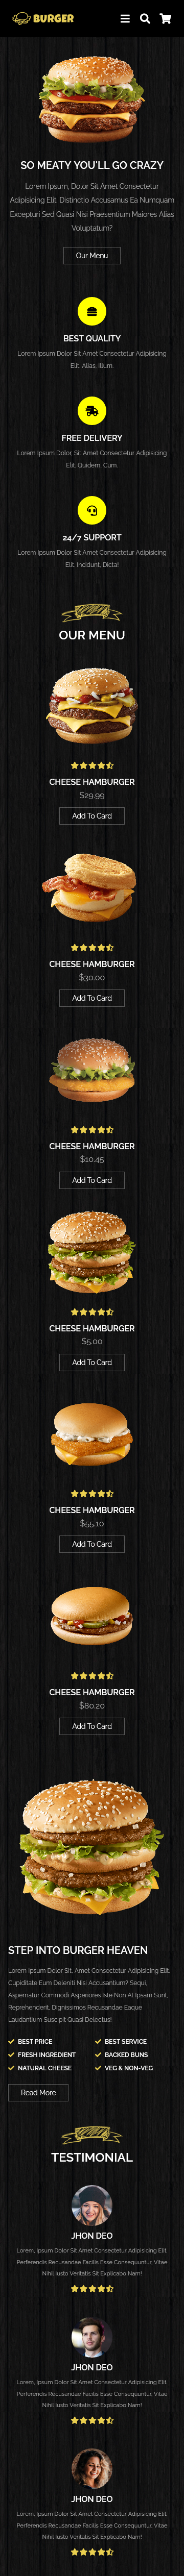 BURGER
SO MEATY YOU'LL GO CRAZY
Lorem Ipsum, Dolor Sit Amet Consectetur
Adipisicing Elit. Distinctio Accusamus Ea Numquam
Excepturi Sed Quasi Nisi Praesentium Maiores Alias
Voluptatum?
Our Menu
BEST QUALITY
Lorem Ipsum Dolor Sit Amet Consectetur Adipisicing
Elit. Alias, Illum.
FREE DELIVERY
Lorem Ipsum Dolor, Sit Amet Consectetur Adipisicing
Elit. Quidem, Cum.
24/7 SUPPORT
Lorem Ipsum Dolor Sit Amet Consectetur Adipisicing
Elit. Incidunt, Dicta!
OUR MENU
CHEESE HAMBURGER
$29.99
Add To Card
CHEESE HAMBURGER
$30.00
Add To Card
CHEESE HAMBURGER
$10.45
Add To Card
CHEESE HAMBURGER
$5.00
Add To Card
CHEESE HAMBURGER
$55.10
Add To Card
CHEESE HAMBURGER
$80.20
Add To Card
STEP INTO BURGER HEAVEN
Lorem Ipsum Dolor Sit, Amet Consectetur Adipisicing Elit.
Cupiditate Eum Deleniti Nisi Accusantium? Sequi,
Aspernatur Commodi Asperiores Iste Non At Ipsam Sunt,
Reprehenderit, Dignissimos Recusandae Eaque
Laudantium Suscipit Quasi Delectus!
BEST PRICE
BEST SERVICE
FRESH INGREDIENT
BACKED BUNS
NATURAL CHEESE
VEG & NON-VEG
Read More
TESTIMONIAL
JHON DEO
Lorem, Ipsum Dolor Sit Amet Consectetur Adipisicing Elit.
Perferendis Recusandae Facilis Esse Consequuntur, Vitae
Nihil Iusto Veritatis Sit Explicabo Nam!
JHON DEO
Lorem, Ipsum Dolor Sit Amet Consectetur Adipisicing Elit.
Perferendis Recusandae Facilis Esse Consequuntur, Vitae
Nihil Iusto Veritatis Sit Explicabo Nam!
JHON DEO
Lorem, Ipsum Dolor Sit Amet Consectetur Adipisicing Elit.
Perferendis Recusandae Facilis Esse Consequuntur, Vitae
Nihil Iusto Veritatis Sit Explicabo Nam!